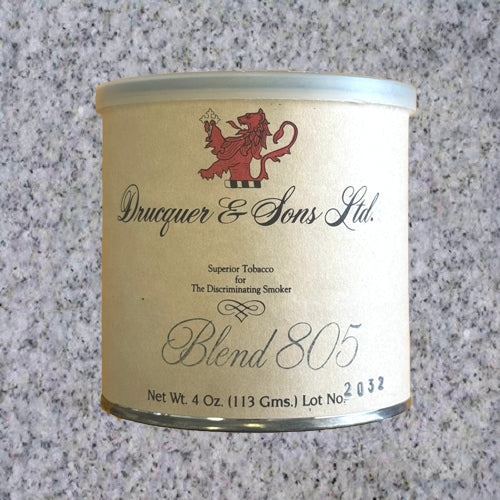 Drucquer & Sons Ltd.
Superior Tobacco
for
The Discriminating Smoker
Blend 805
Net Wt. 4 Oz. (113 Gms.) Lot No. 2032